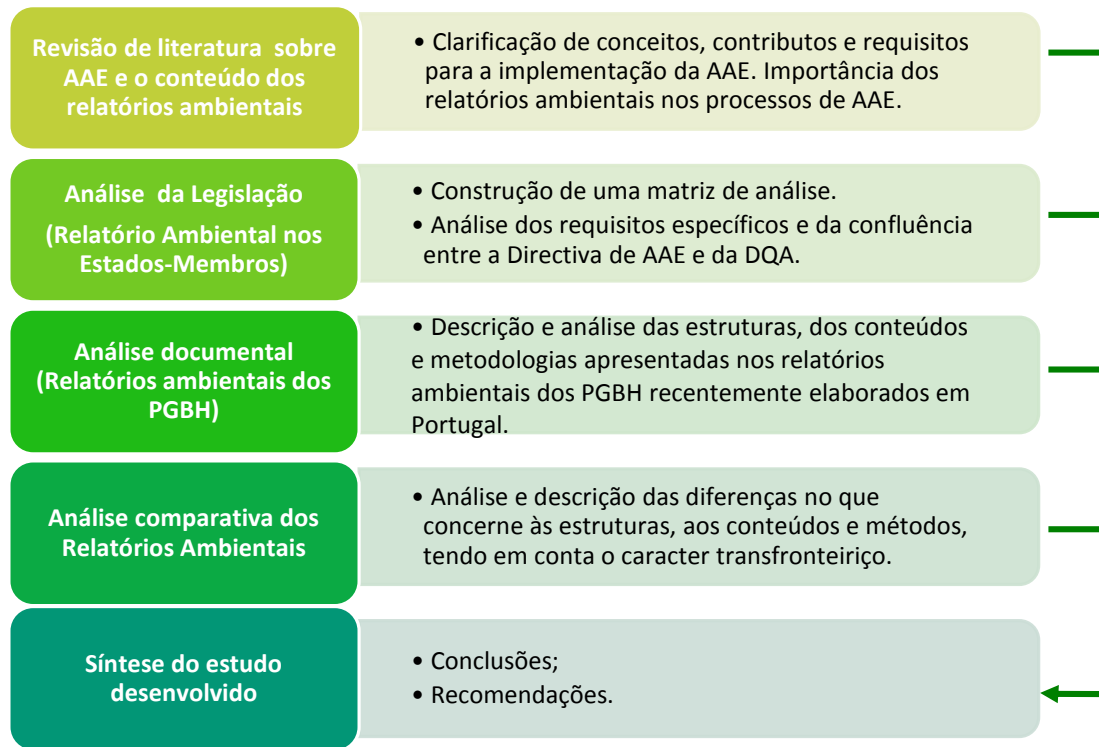 Revisão de literatura sobre
AAE e o conteúdo dos
relatórios ambientais
• Clarificação de conceitos, contributos e requisitos
para a implementação da AAE. Importância dos
relatórios ambientais nos processos de AAE.
Análise da Legislação
(Relatório Ambiental nos
Estados-Membros)
• Construção de uma matriz de análise.
• Análise dos requisitos específicos e da confluência
entre a Directiva de AAE e da DQA.
Análise documental
(Relatórios ambientais dos
PGBH)
• Descrição e análise das estruturas, dos conteúdos
e metodologias apresentadas nos relatórios
ambientais dos PGBH recentemente elaborados em
Portugal.
Análise comparativa dos
Relatórios Ambientais
• Análise e descrição das diferenças no que
concerne às estruturas, aos conteúdos e métodos,
tendo em conta o caracter transfronteiriço.
Síntese do estudo
desenvolvido
• Conclusões;
• Recomendações.